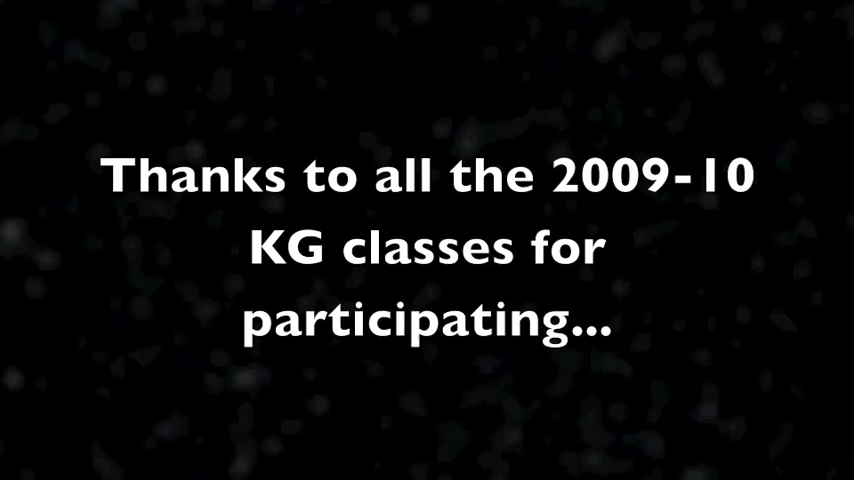 Thanks to all the 2009-10
KG classes for
participating...